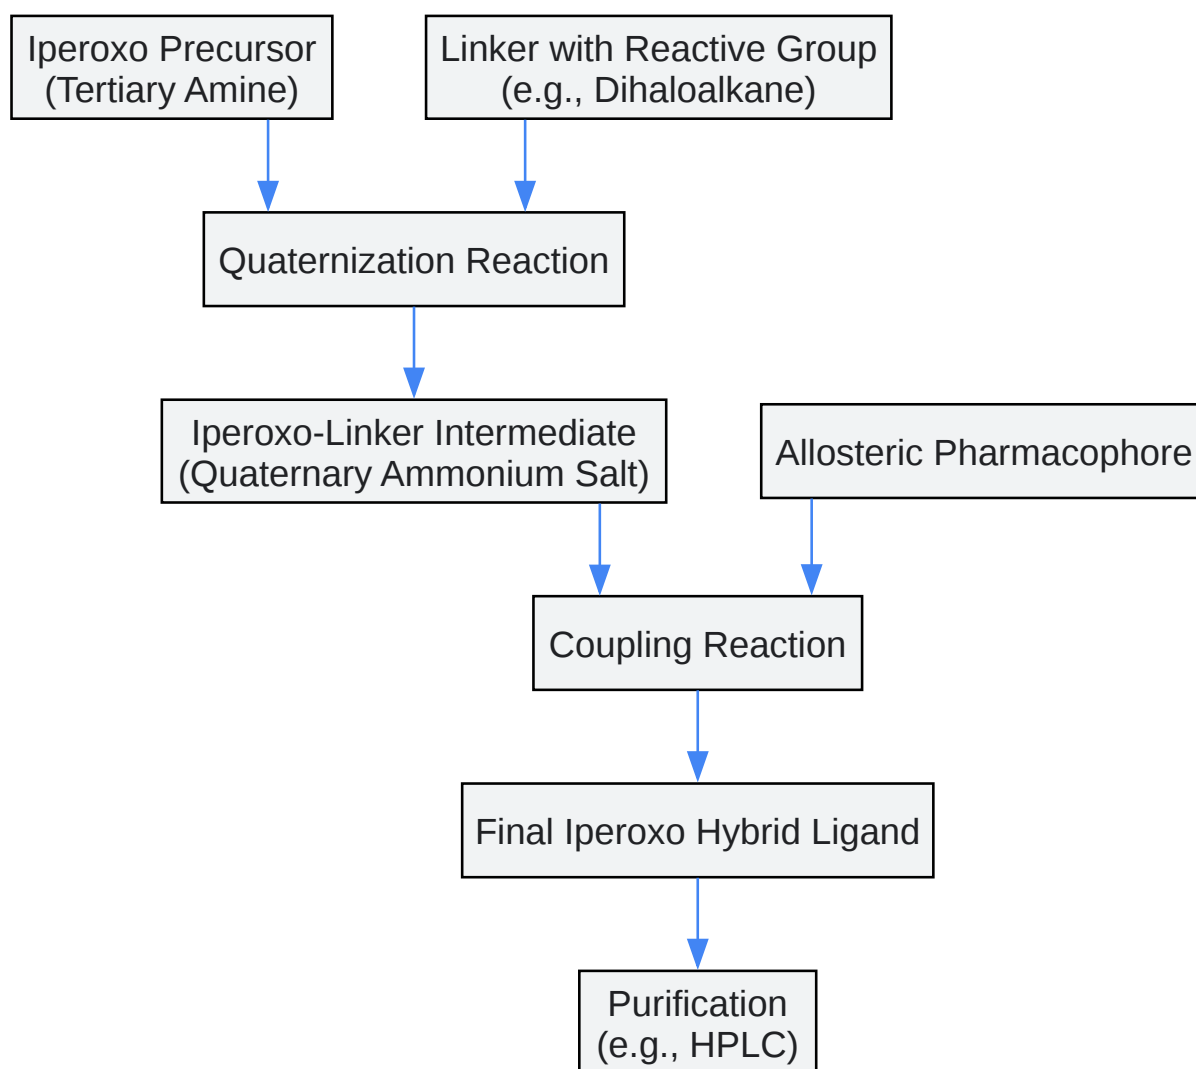 Iperoxo Precursor
(Tertiary Amine)
Linker with Reactive Group
(e.g., Dihaloalkane)
Quaternization Reaction
Iperoxo-Linker Intermediate
(Quaternary Ammonium Salt)
Allosteric Pharmacophore
Coupling Reaction
Final Iperoxo Hybrid Ligand
Purification
(e.g., HPLC)